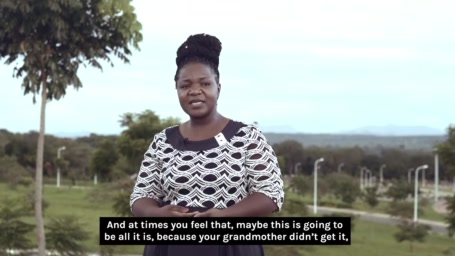 And at times you feel that, maybe this is going to
be all it is, because your grandmother didn't get it,